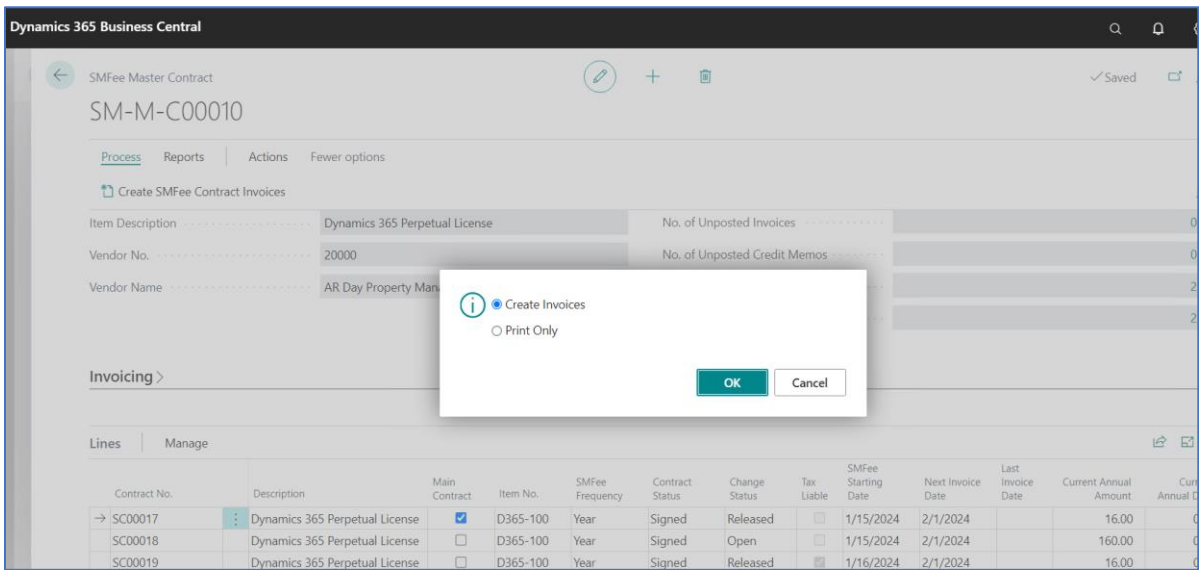 Dynamics 365 Business Central
SMFee Master Contract
Saved
SM-M-C00010
Process Reports Actions Fewer options
Create SMFee Contract Invoices
Item Description Dynamics 365 Perpetual License No. of Unposted Invoices 0
Vendor No. 20000 No. of Unposted Credit Memos 0
Vendor Name AR Day Property Man 2
2
Create Invoices
Print Only
OK Cancel
Invoicing >
Lines Manage
Contract No. Description Main Contract Item No. SMFee Frequency Contract Status Change Status Tax Liable SMFee Starting Date Next Invoice Date Last Invoice Date Current Annual Amount Annual
SC00017 Dynamics 365 Perpetual License D365-100 Year Signed Released 1/15/2024 2/1/2024 16.00
SC00018 Dynamics 365 Perpetual License D365-100 Year Signed Open 1/15/2024 2/1/2024 160.00
SC00019 Dynamics 365 Perpetual License D365-100 Year Signed Released 1/16/2024 2/1/2024 16.00